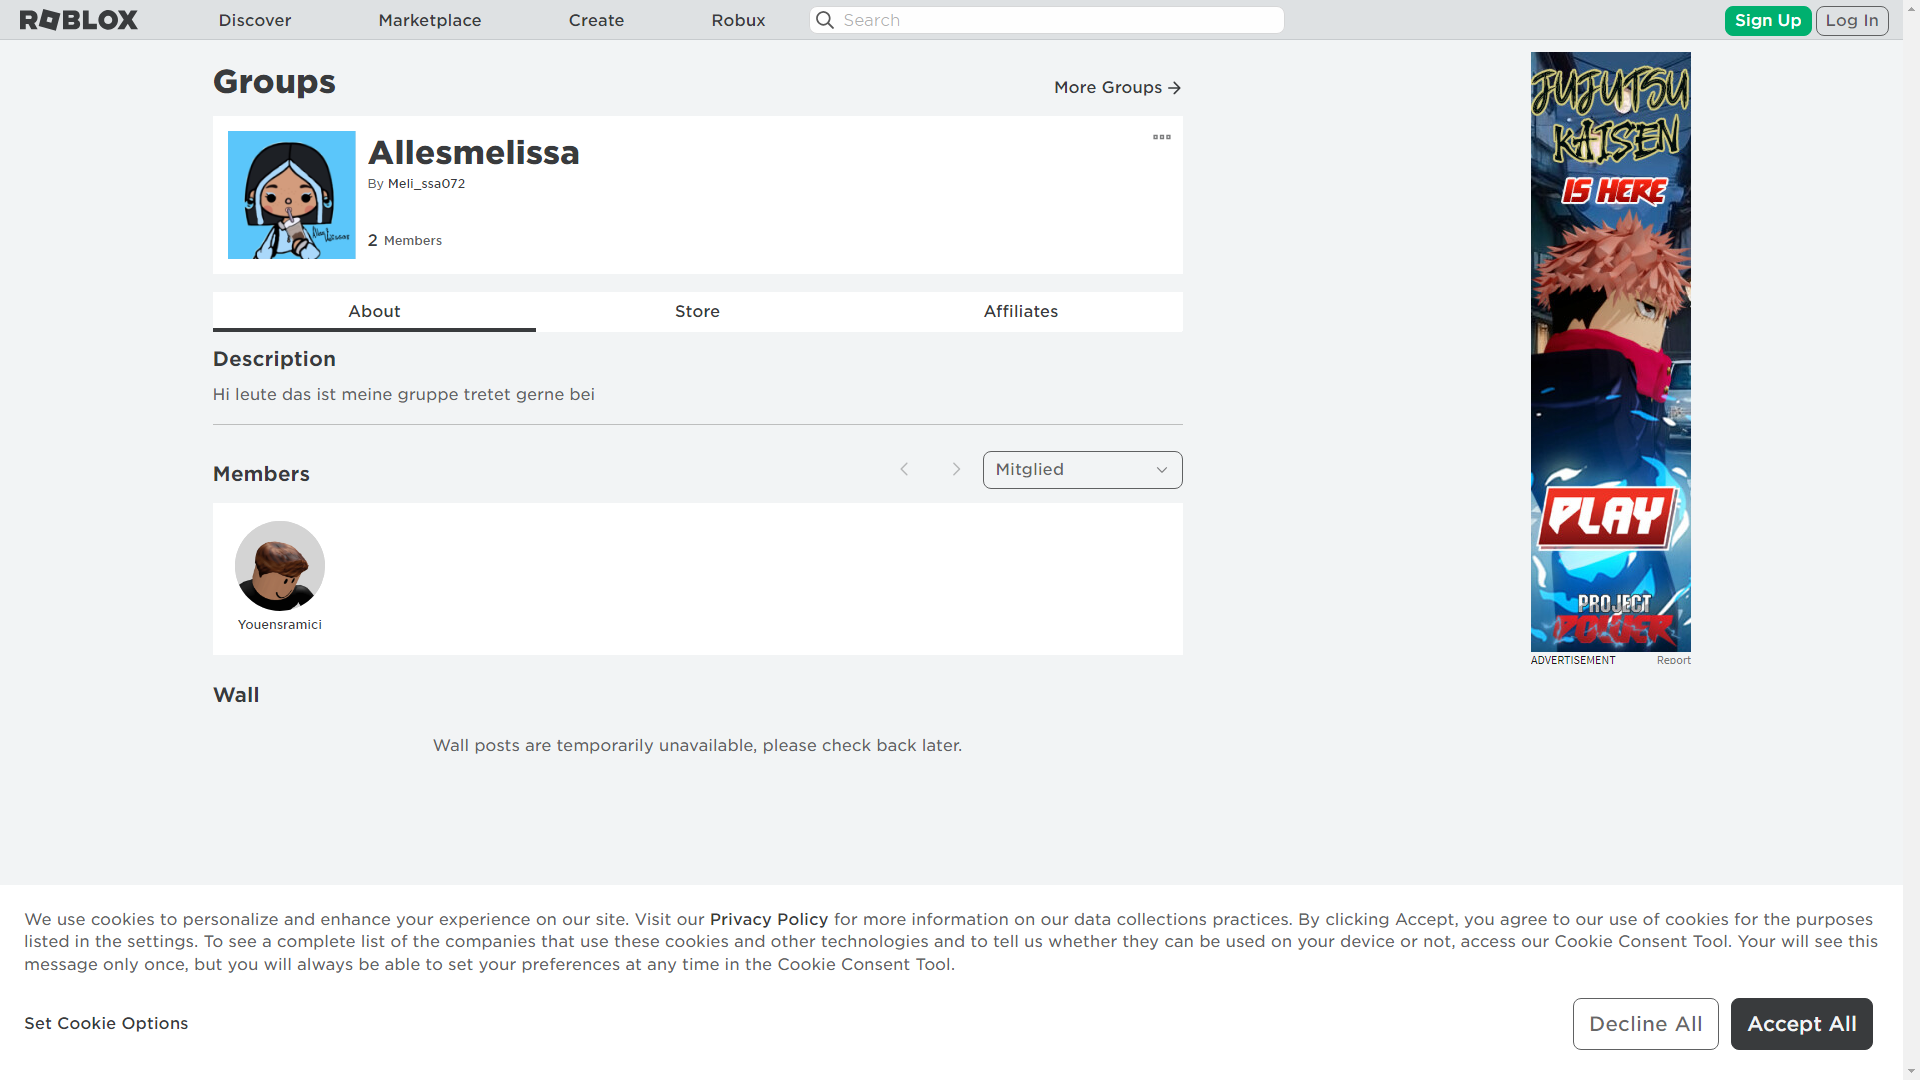 ROBLOX
Discover
Marketplace
Create
Robux
Search
Sign Up
Log In
Groups
More Groups
Allesmelissa
By Meli_ssa072
2 Members
About
Store
Affiliates
Description
Hi leute das ist meine gruppe tretet gerne bei
Members
Mitglied
Youensramici
Wall
Wall posts are temporarily unavailable, please check back later.
JUJUTSU
KAISEN
IS HERE
PLAY
PROJECT
POWER
ADVERTISEMENT
Report
We use cookies to personalize and enhance your experience on our site. Visit our Privacy Policy for more information on our data collections practices. By clicking Accept, you agree to our use of cookies for the purposes
listed in the settings. To see a complete list of the companies that use these cookies and other technologies and to tell us whether they can be used on your device or not, access our Cookie Consent Tool. Your will see this
message only once, but you will always be able to set your preferences at any time in the Cookie Consent Tool.
Set Cookie Options
Decline All
Accept All